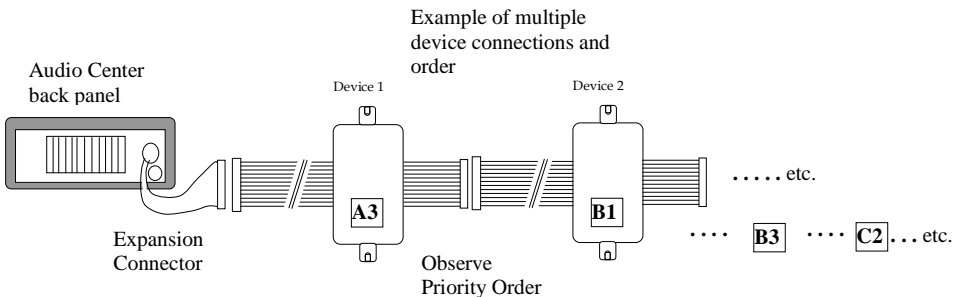 Example of multiple
device connections and
order
Audio Center
back panel
Device 1
Device 2
A3
B1
..... etc.
.... B3 .... C2 ... etc.
Expansion
Connector
Observe
Priority Order